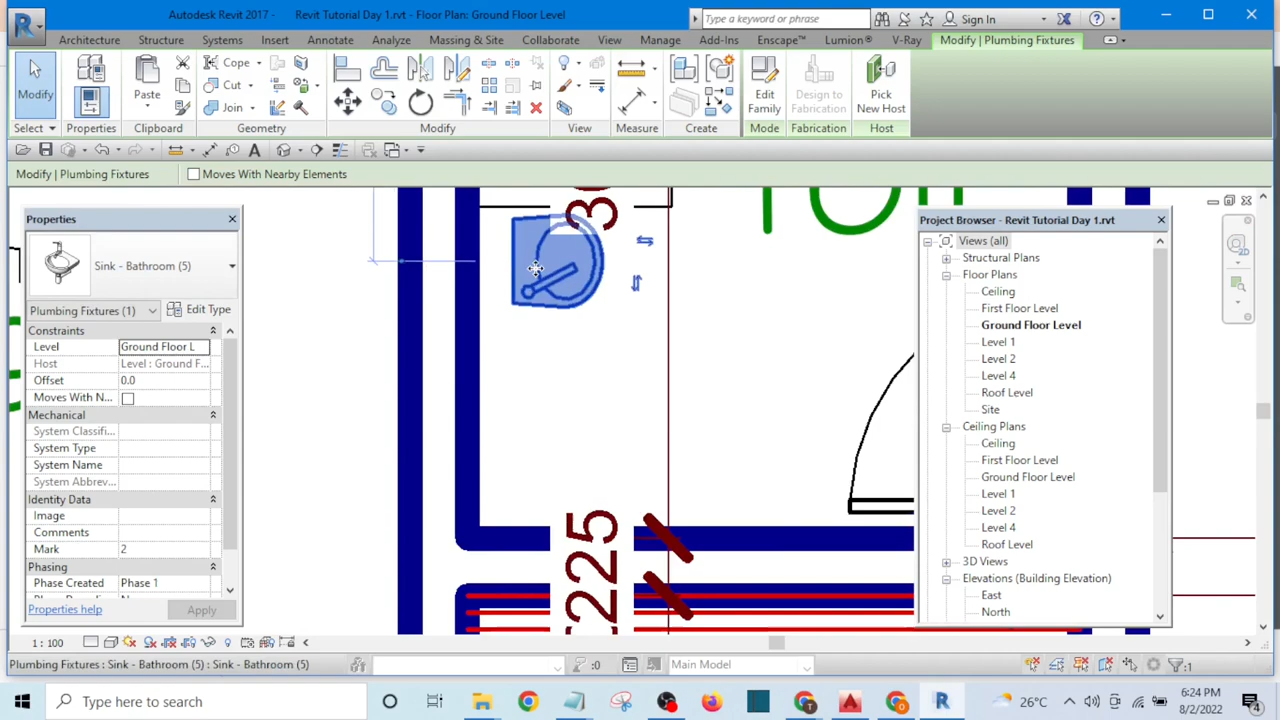 Autodesk Revit 2017 - Revit Tutorial Day 1.rvt - Floor Plan: Ground Floor Level
Type a keyword or phrase
Sign In
Architecture Structure Systems Insert Annotate Analyze Massing & Site Collaborate View Manage Add-Ins Enscape™ Lumion® V-Ray Modify | Plumbing Fixtures
Modify
Paste
Cope
Cut
Join
Edit Family
Design to Fabrication
Pick New Host
Select Properties Clipboard Geometry Modify View Measure Create Mode Fabrication Host
Modify | Plumbing Fixtures
Moves With Nearby Elements
Properties
Sink - Bathroom (5)
Plumbing Fixtures (1)
Edit Type
Constraints
Level Ground Floor L
Host Level : Ground F...
Offset 0.0
Moves With N...
Mechanical
System Classifi...
System Type
System Name
System Abbrev...
Identity Data
Image
Comments
Mark 2
Phasing
Phase Created Phase 1
Properties help
Apply
225
Project Browser - Revit Tutorial Day 1.rvt
Views (all)
Structural Plans
Floor Plans
Ceiling
First Floor Level
Ground Floor Level
Level 1
Level 2
Level 4
Roof Level
Site
Ceiling Plans
Ceiling
First Floor Level
Ground Floor Level
Level 1
Level 2
Level 4
Roof Level
3D Views
Elevations (Building Elevation)
East
North
1 : 100
Plumbing Fixtures : Sink - Bathroom (5) : Sink - Bathroom (5)
:0
Main Model
:1
Type here to search
26°C
6:24 PM
8/2/2022
4